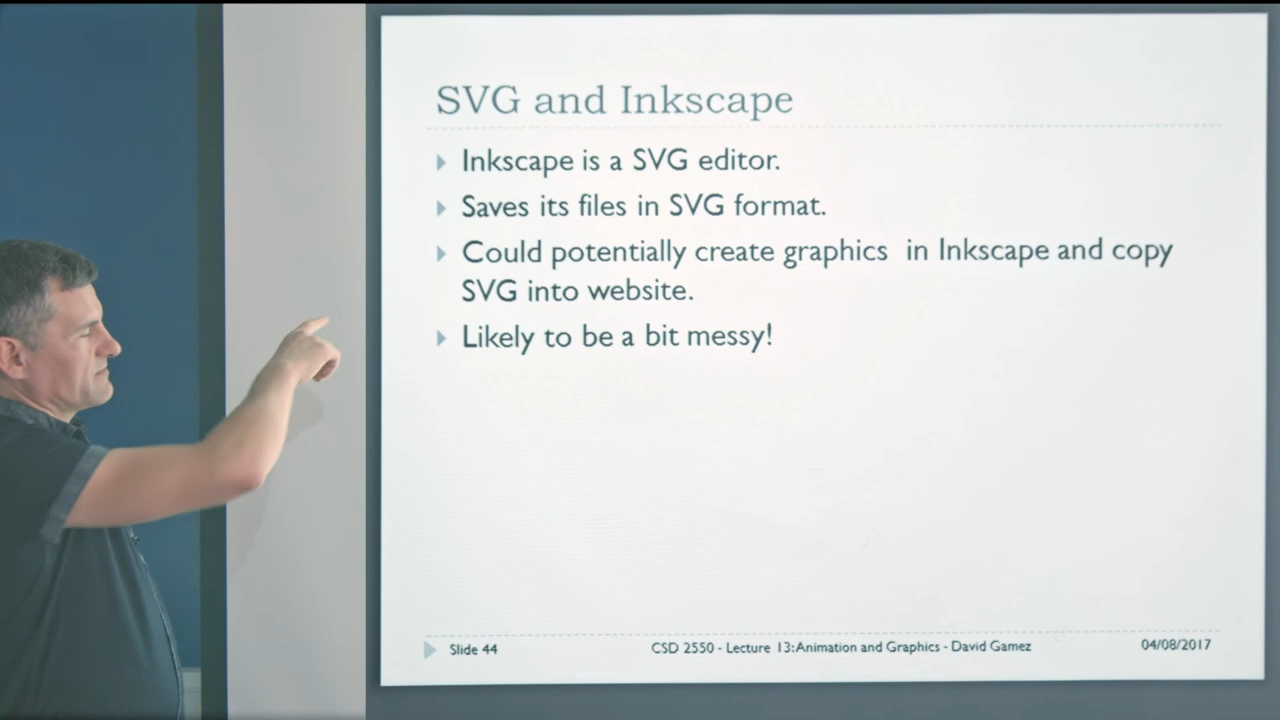 SVG and Inkscape
Inkscape is a SVG editor.
Saves its files in SVG format.
Could potentially create graphics in Inkscape and copy
SVG into website.
Likely to be a bit messy!
Slide 44 CSD 2550 - Lecture 13:Animation and Graphics - David Gamez 04/08/2017